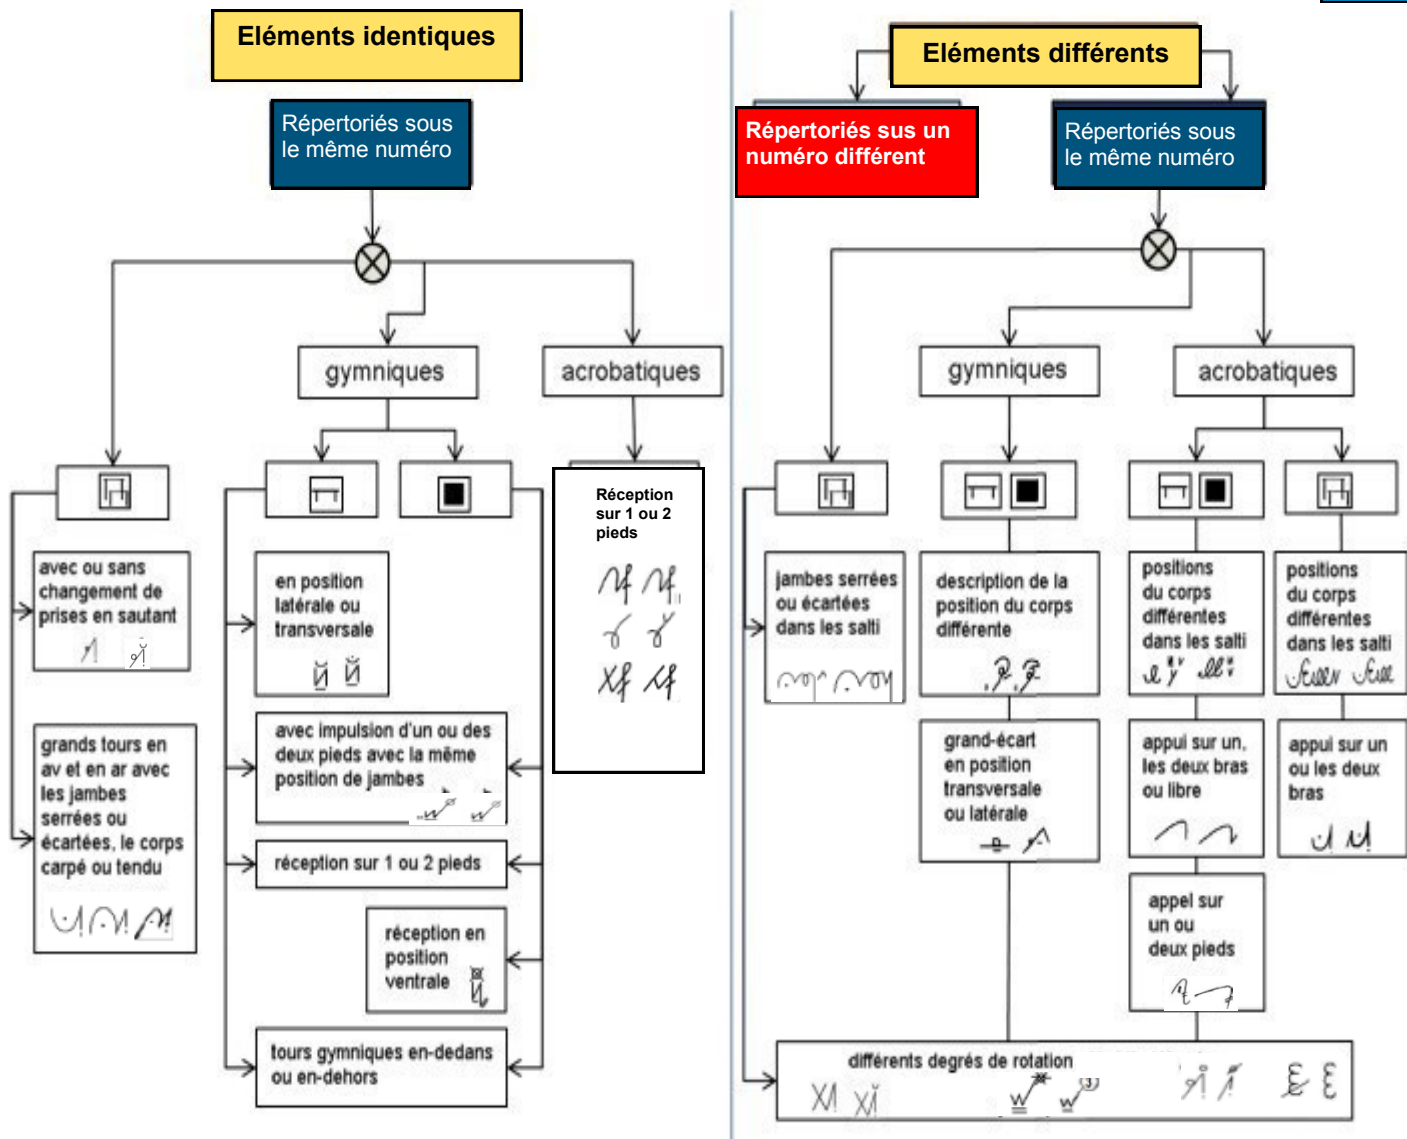 Eléments identiques
Répertoriés sous
le même numéro
gymniques
acrobatiques
avec ou sans
changement de
prises en sautant
grands tours en
av et en ar avec
les jambes
serrées ou
écartées, le corps
carpé ou tendu
en position
latérale ou
transversale
avec impulsion d'un ou des
deux pieds avec la même
position de jambes
réception sur 1 ou 2 pieds
réception en
position
ventrale
tours gymniques en-dedans
ou en-dehors
Réception
sur 1 ou 2
pieds
Eléments différents
Répertoriés sus un
numéro différent
Répertoriés sous
le même numéro
gymniques
acrobatiques
jambes serrées
ou écartées
dans les salti
description de la
position du corps
différente
grand-écart
en position
transversale
ou latérale
positions
du corps
différentes
dans les salti
appui sur un,
les deux bras
ou libre
appel sur
un ou
deux pieds
positions
du corps
différentes
dans les salti
appui sur un
ou les deux
bras
différents degrés de rotation